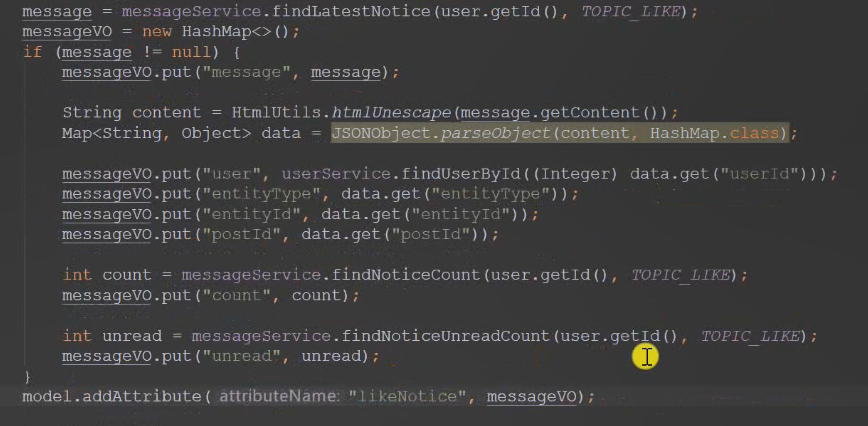 message = messageService.findLatestNotice(user.getId(), TOPIC_LIKE);
messageVO = new HashMap<>();
if (message != null) {
    messageVO.put("message", message);

    String content = HtmlUtils.htmlUnescape(message.getContent());
    Map<String, Object> data = JSONObject.parseObject(content, HashMap.class);

    messageVO.put("user", userService.findUserById((Integer) data.get("userId")));
    messageVO.put("entityType", data.get("entityType"));
    messageVO.put("entityId", data.get("entityId"));
    messageVO.put("postId", data.get("postId"));

    int count = messageService.findNoticeCount(user.getId(), TOPIC_LIKE);
    messageVO.put("count", count);

    int unread = messageService.findNoticeUnreadCount(user.getId(), TOPIC_LIKE);
    messageVO.put("unread", unread);
}
model.addAttribute( attributeName: "likeNotice", messageVO);